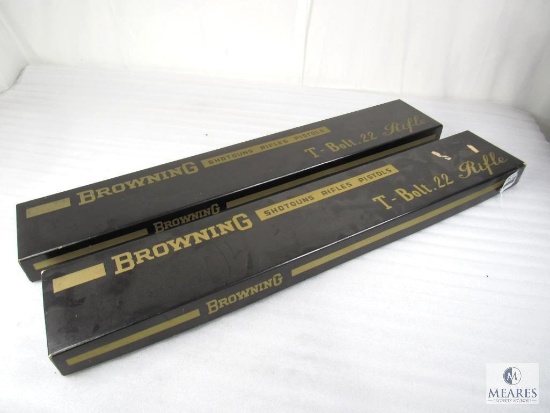 BROWNING SHOTGUNS RIFLES PISTOLS T-Bolt .22 Rifle
BROWNING
BROWNING SHOTGUNS RIFLES PISTOLS T-Bolt .22 Rifle
BROWNING
M
MEARES